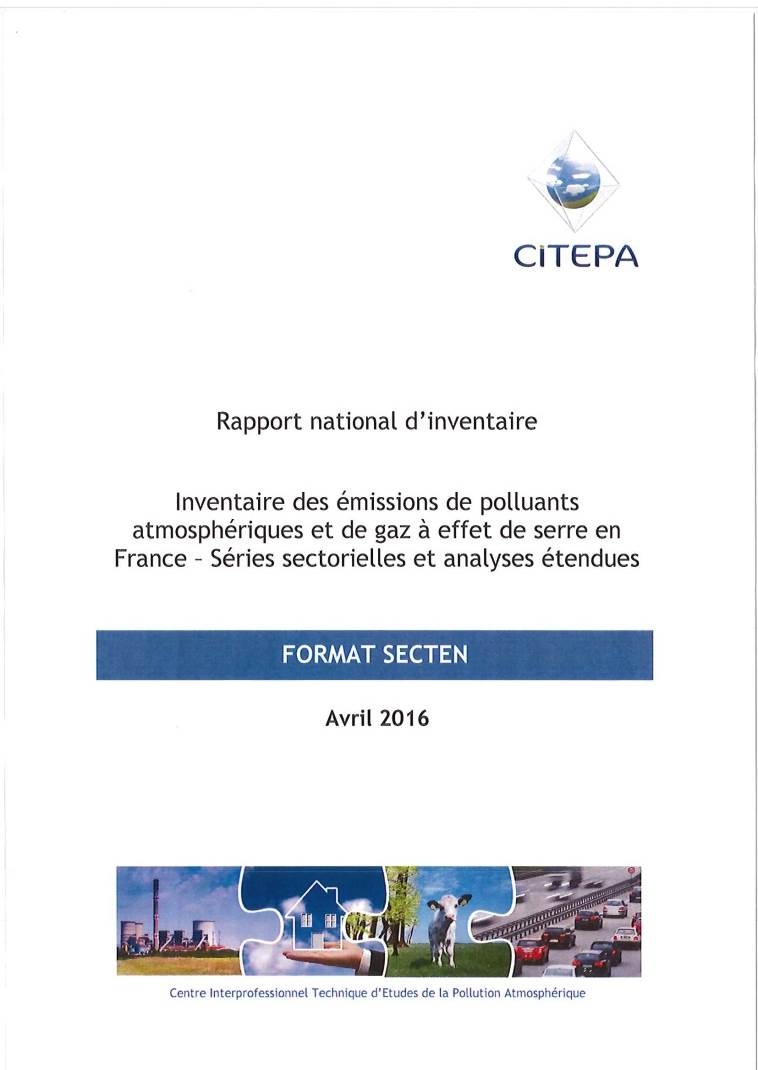 CiTEPA
Rapport national d'inventaire
Inventaire des émissions de polluants
atmosphériques et de gaz à effet de serre en
France – Séries sectorielles et analyses étendues
FORMAT SECTEN
Avril 2016
Centre Interprofessionnel Technique d'Etudes de la Pollution Atmosphérique